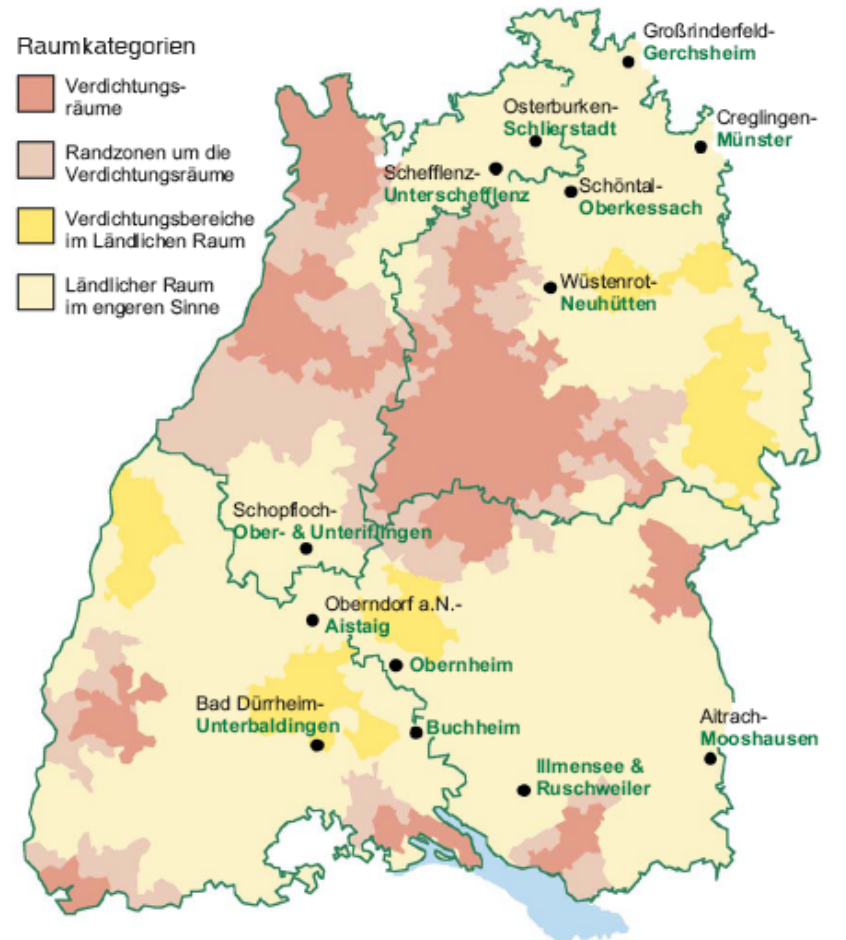 Raumkategorien
Verdichtungs-
räume
Randzonen um die
Verdichtungsräume
Verdichtungsbereiche
im Ländlichen Raum
Ländlicher Raum
im engeren Sinne
Großrinderfeld-
Gerchsheim
Osterburken-
Schlierstadt
Creglingen-
Münster
Schefflenz-
Unterschefflenz
Schöntal-
Oberkessach
Wüstenrot-
Neuhütten
Schopfloch-
Ober- & Unteriflingen
Oberndorf a.N.-
Aistaig
Obernheim
Bad Dürrheim-
Unterbaldingen
Buchheim
Aitrach-
Mooshausen
Illmensee &
Ruschweiler